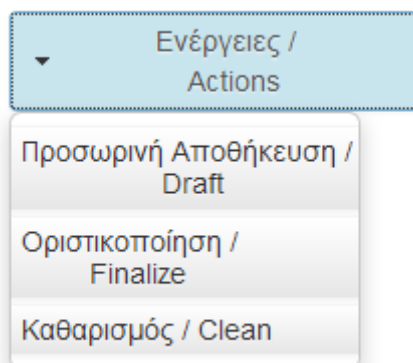 Ενέργειες /
Actions
Προσωρινή Αποθήκευση /
Draft
Οριστικοποίηση /
Finalize
Καθαρισμός / Clean